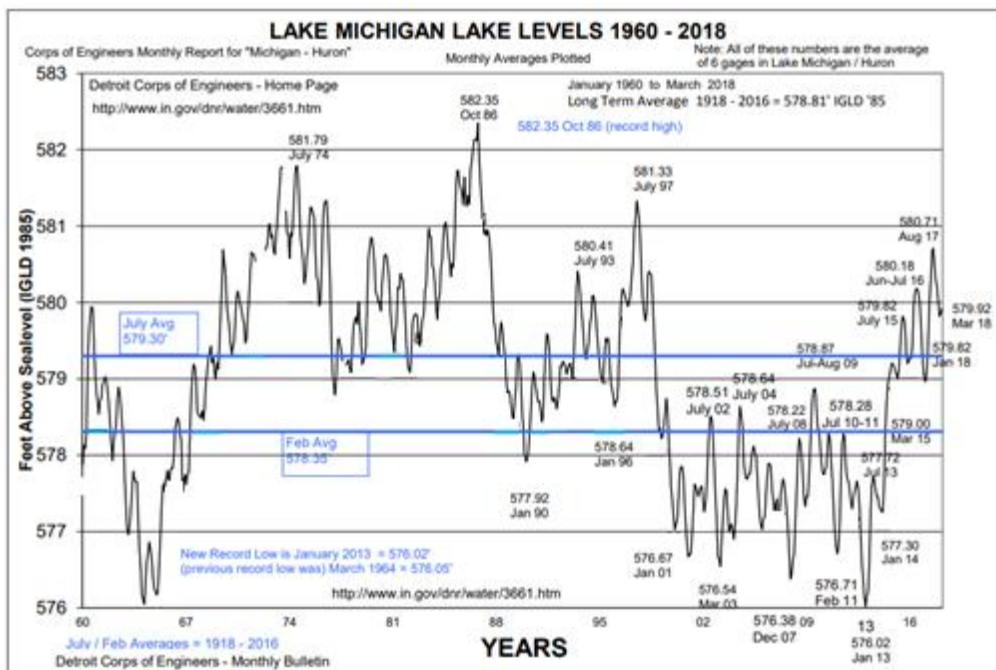 LAKE MICHIGAN LAKE LEVELS 1960 - 2018
Corps of Engineers Monthly Report for "Michigan - Huron"
Monthly Averages Plotted
Note: All of these numbers are the average
of 6 gages in Lake Michigan / Huron
583
Detroit Corps of Engineers - Home Page
http://www.in.gov/dnr/water/3661.htm
January 1960 to March 2018
Long Term Average 1918 - 2016 = 578.81' IGLD '85
582.35
Oct 86
582.35 Oct 86 (record high)
582
581.79
July 74
581.33
July 97
581
580.71
Aug 17
580.41
July 93
580.18
Jun-Jul 16
580
579.82
July 15
579.92
Mar 18
July Avg
579.30'
578.87
Jul-Aug 09
579.82
Jan 18
579
578.51
July 02
578.64
July 04
578.22
July 08
578.28
Jul 10-11
579.00
Mar 15
Feb Avg
578.35'
578.64
Jan 96
578
577.72
Jul 13
577.92
Jan 90
577
577.30
Jan 14
New Record Low is January 2013 = 576.02'
(previous record low was) March 1964 = 576.05'
576.67
Jan 01
576.54
Mar 03
576.71
Feb 11
http://www.in.gov/dnr/water/3661.htm
576
Feet Above Sealevel (IGLD 1985)
60
67
74
81
88
95
02
09
13
16
576.38
Dec 07
576.02
Jan 13
YEARS
July / Feb Averages = 1918 - 2016
Detroit Corps of Engineers - Monthly Bulletin